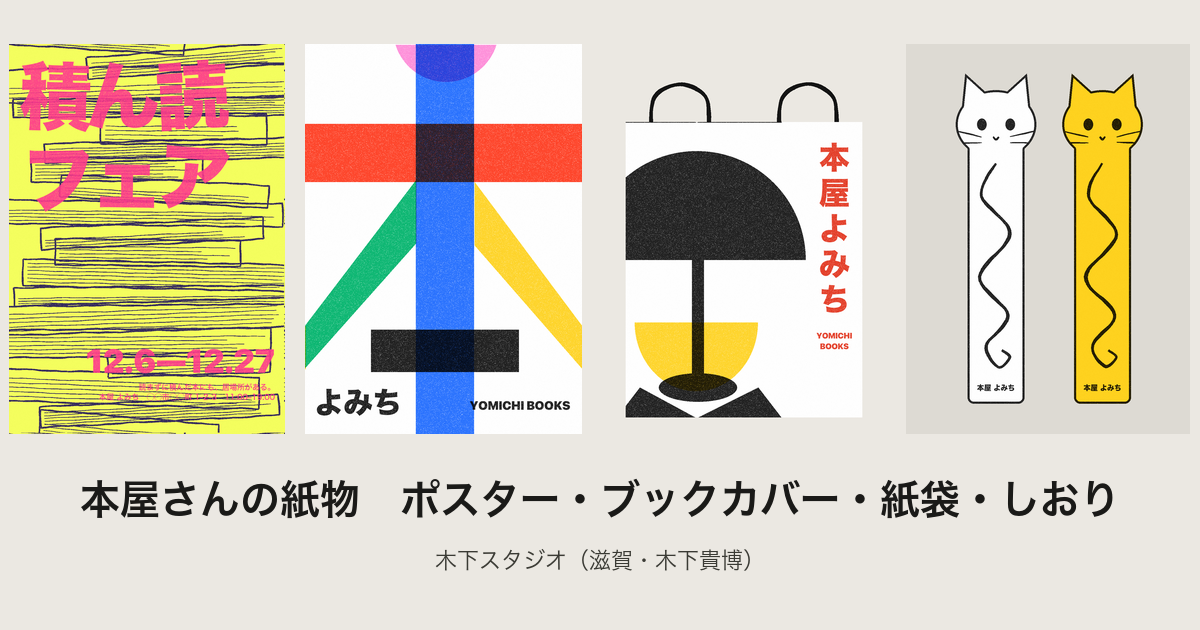 積ん読
フェア
12.6—12.27
よみち
YOMICHI BOOKS
本屋よみち
YOMICHI
BOOKS
本屋 よみち
本屋 よみち
本屋さんの紙物　ポスター・ブックカバー・紙袋・しおり
木下スタジオ（滋賀・木下貴博）